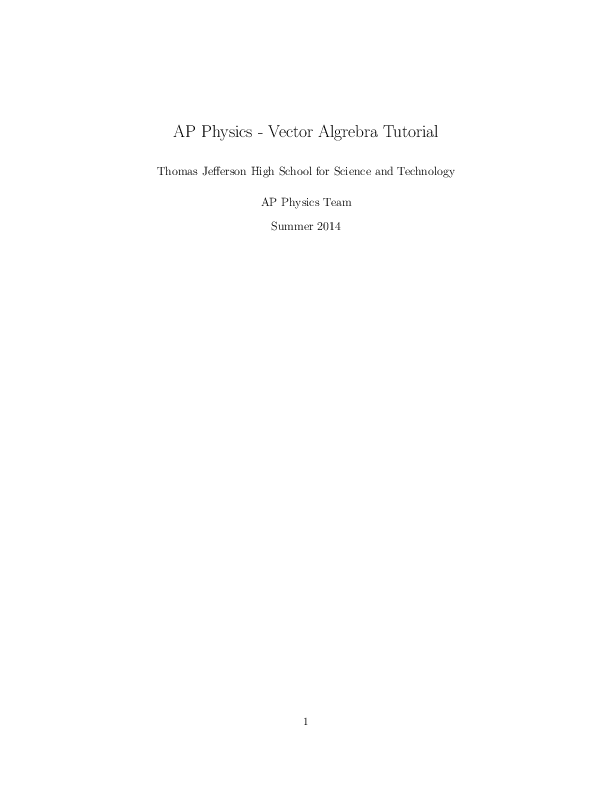 AP Physics - Vector Algrebra Tutorial
Thomas Jefferson High School for Science and Technology
AP Physics Team
Summer 2014
1